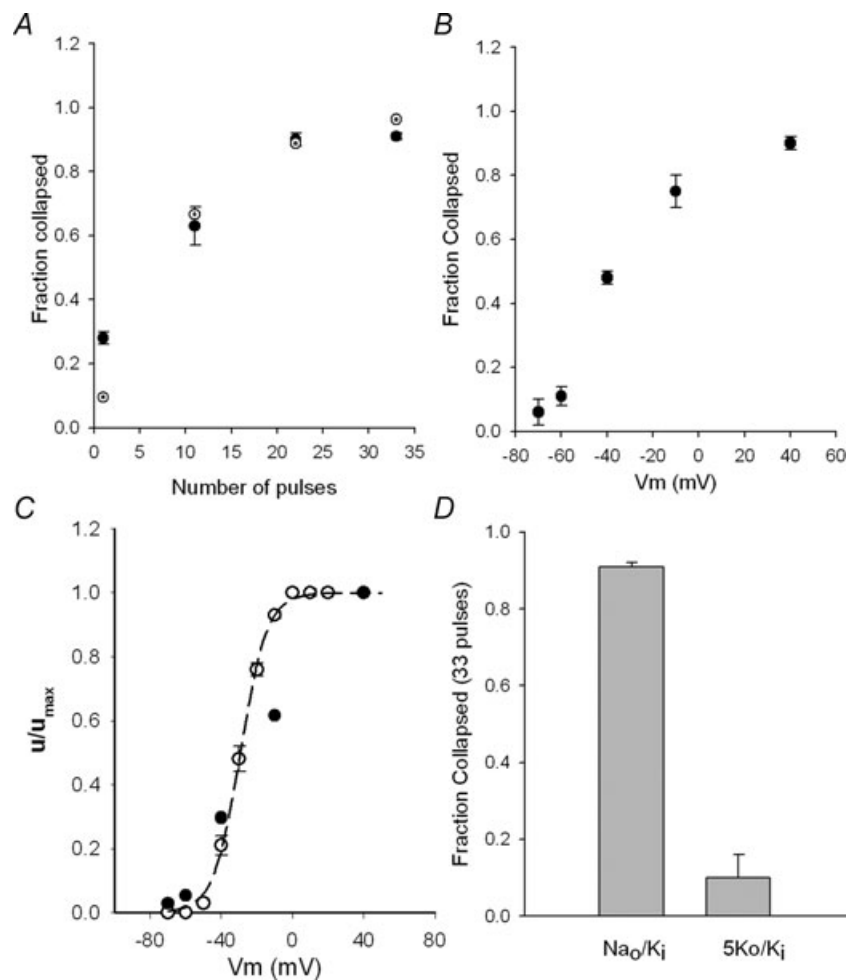 A
1.2
1.0
0.8
0.6
0.4
0.2
0.0
Fraction collapsed
0 5 10 15 20 25 30 35
Number of pulses
B
1.2
1.0
0.8
0.6
0.4
0.2
0.0
Fraction Collapsed
-80 -60 -40 -20 0 20 40 60
Vm (mV)
C
1.2
1.0
0.8
0.6
0.4
0.2
0.0
u/umax
-80 -40 0 40 80
Vm (mV)
D
1.0
0.8
0.6
0.4
0.2
0.0
Fraction Collapsed (33 pulses)
Nao/Ki 5Ko/Ki